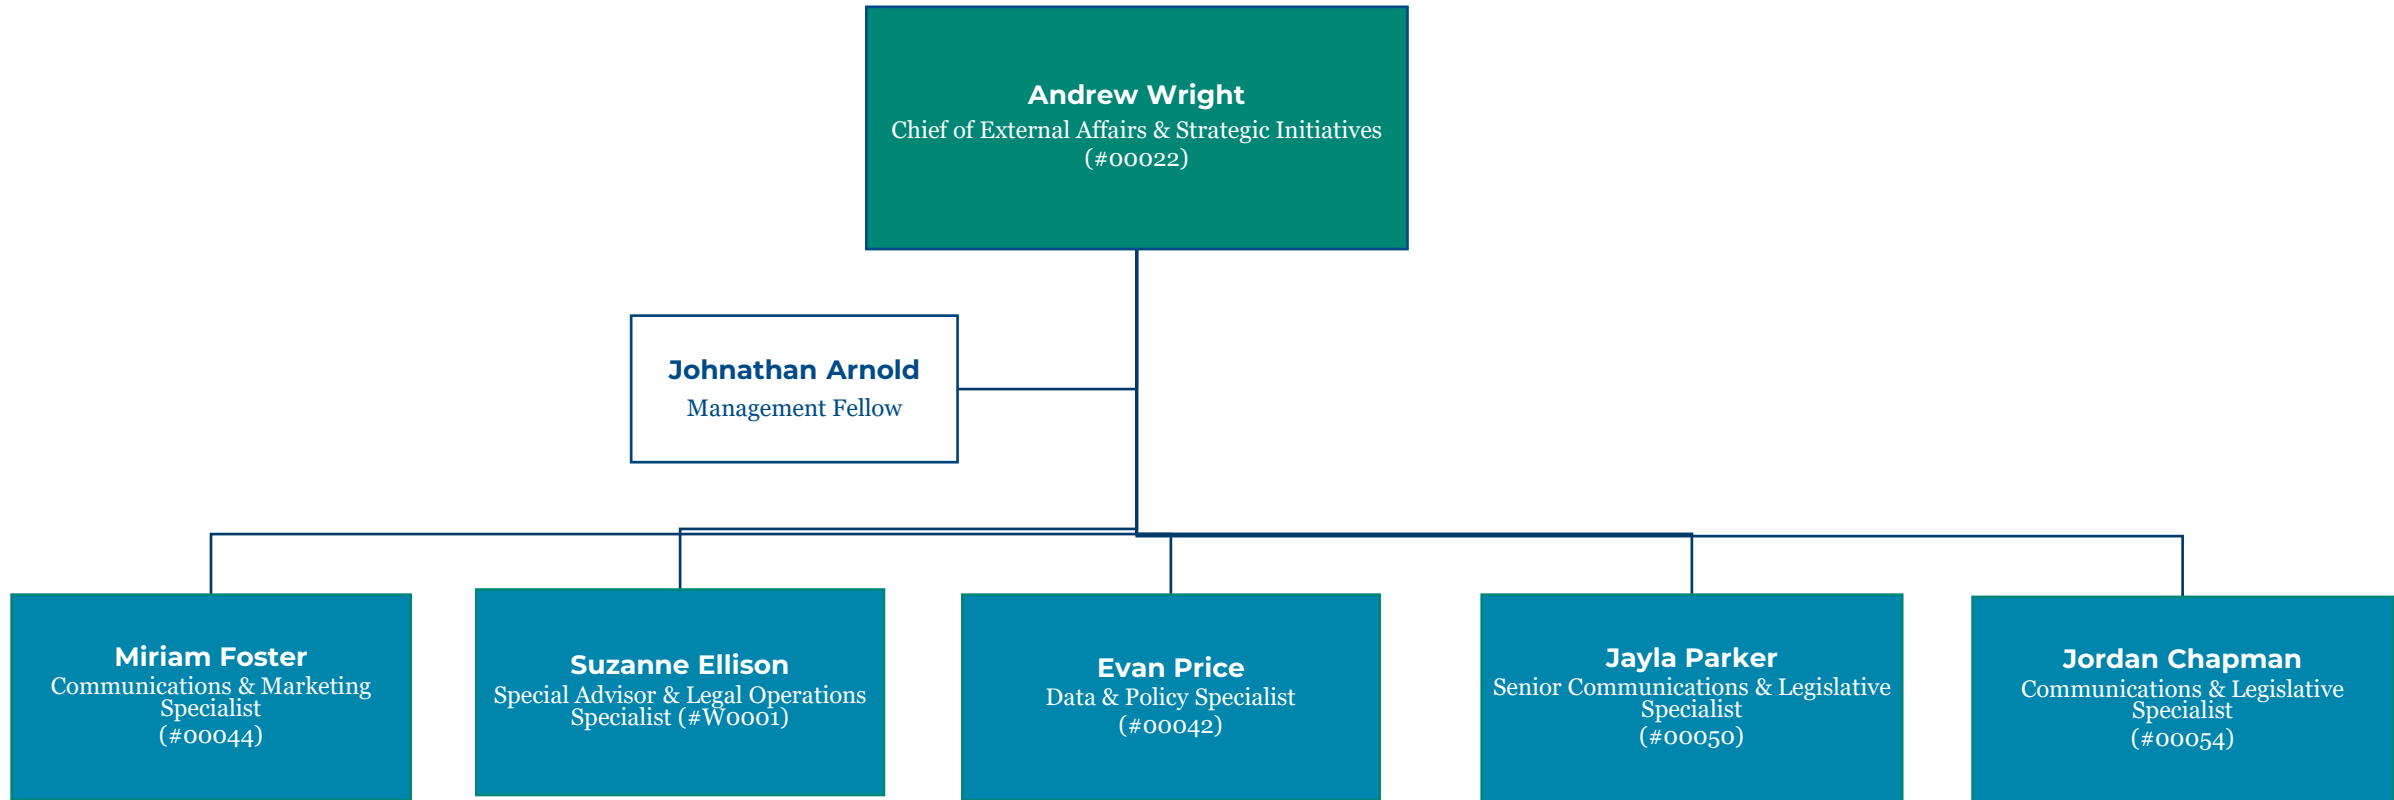 Andrew Wright
Chief of External Affairs & Strategic Initiatives
(#00022)
Johnathan Arnold
Management Fellow
Miriam Foster
Communications & Marketing
Specialist
(#00044)
Suzanne Ellison
Special Advisor & Legal Operations
Specialist (#W0001)
Evan Price
Data & Policy Specialist
(#00042)
Jayla Parker
Senior Communications & Legislative
Specialist
(#00050)
Jordan Chapman
Communications & Legislative
Specialist
(#00054)